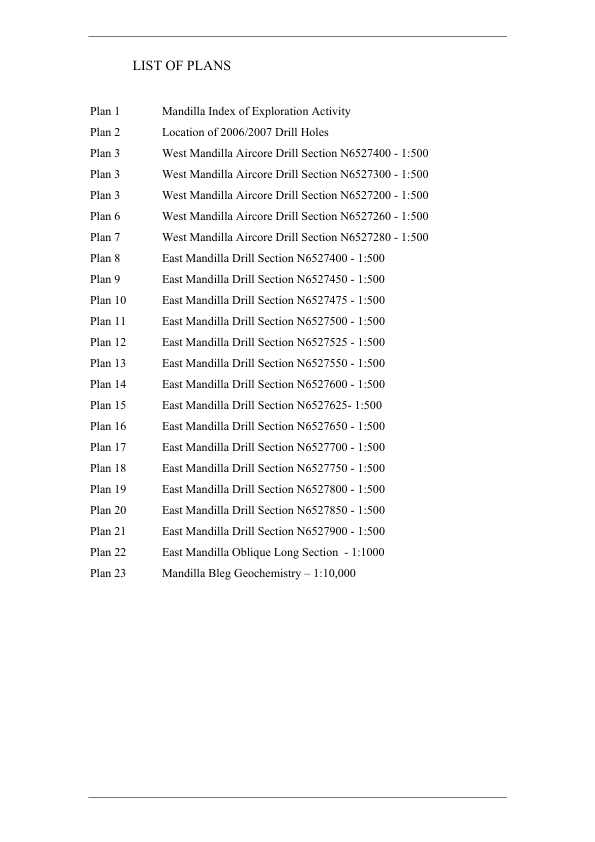 LIST OF PLANS
Plan 1 Mandilla Index of Exploration Activity
Plan 2 Location of 2006/2007 Drill Holes
Plan 3 West Mandilla Aircore Drill Section N6527400 - 1:500
Plan 3 West Mandilla Aircore Drill Section N6527300 - 1:500
Plan 3 West Mandilla Aircore Drill Section N6527200 - 1:500
Plan 6 West Mandilla Aircore Drill Section N6527260 - 1:500
Plan 7 West Mandilla Aircore Drill Section N6527280 - 1:500
Plan 8 East Mandilla Drill Section N6527400 - 1:500
Plan 9 East Mandilla Drill Section N6527450 - 1:500
Plan 10 East Mandilla Drill Section N6527475 - 1:500
Plan 11 East Mandilla Drill Section N6527500 - 1:500
Plan 12 East Mandilla Drill Section N6527525 - 1:500
Plan 13 East Mandilla Drill Section N6527550 - 1:500
Plan 14 East Mandilla Drill Section N6527600 - 1:500
Plan 15 East Mandilla Drill Section N6527625- 1:500
Plan 16 East Mandilla Drill Section N6527650 - 1:500
Plan 17 East Mandilla Drill Section N6527700 - 1:500
Plan 18 East Mandilla Drill Section N6527750 - 1:500
Plan 19 East Mandilla Drill Section N6527800 - 1:500
Plan 20 East Mandilla Drill Section N6527850 - 1:500
Plan 21 East Mandilla Drill Section N6527900 - 1:500
Plan 22 East Mandilla Oblique Long Section  - 1:1000
Plan 23 Mandilla Bleg Geochemistry – 1:10,000